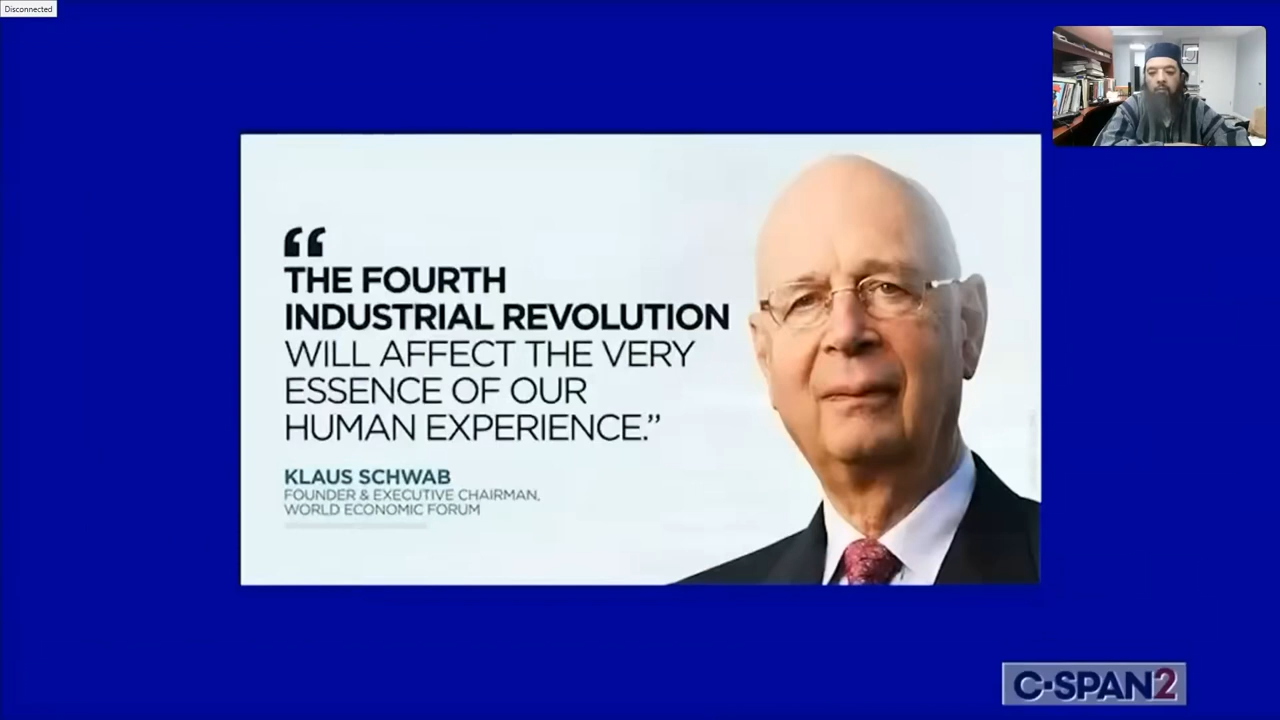 Disconnected
“
THE FOURTH
INDUSTRIAL REVOLUTION
WILL AFFECT THE VERY
ESSENCE OF OUR
HUMAN EXPERIENCE.”
KLAUS SCHWAB
FOUNDER & EXECUTIVE CHAIRMAN,
WORLD ECONOMIC FORUM
C-SPAN2